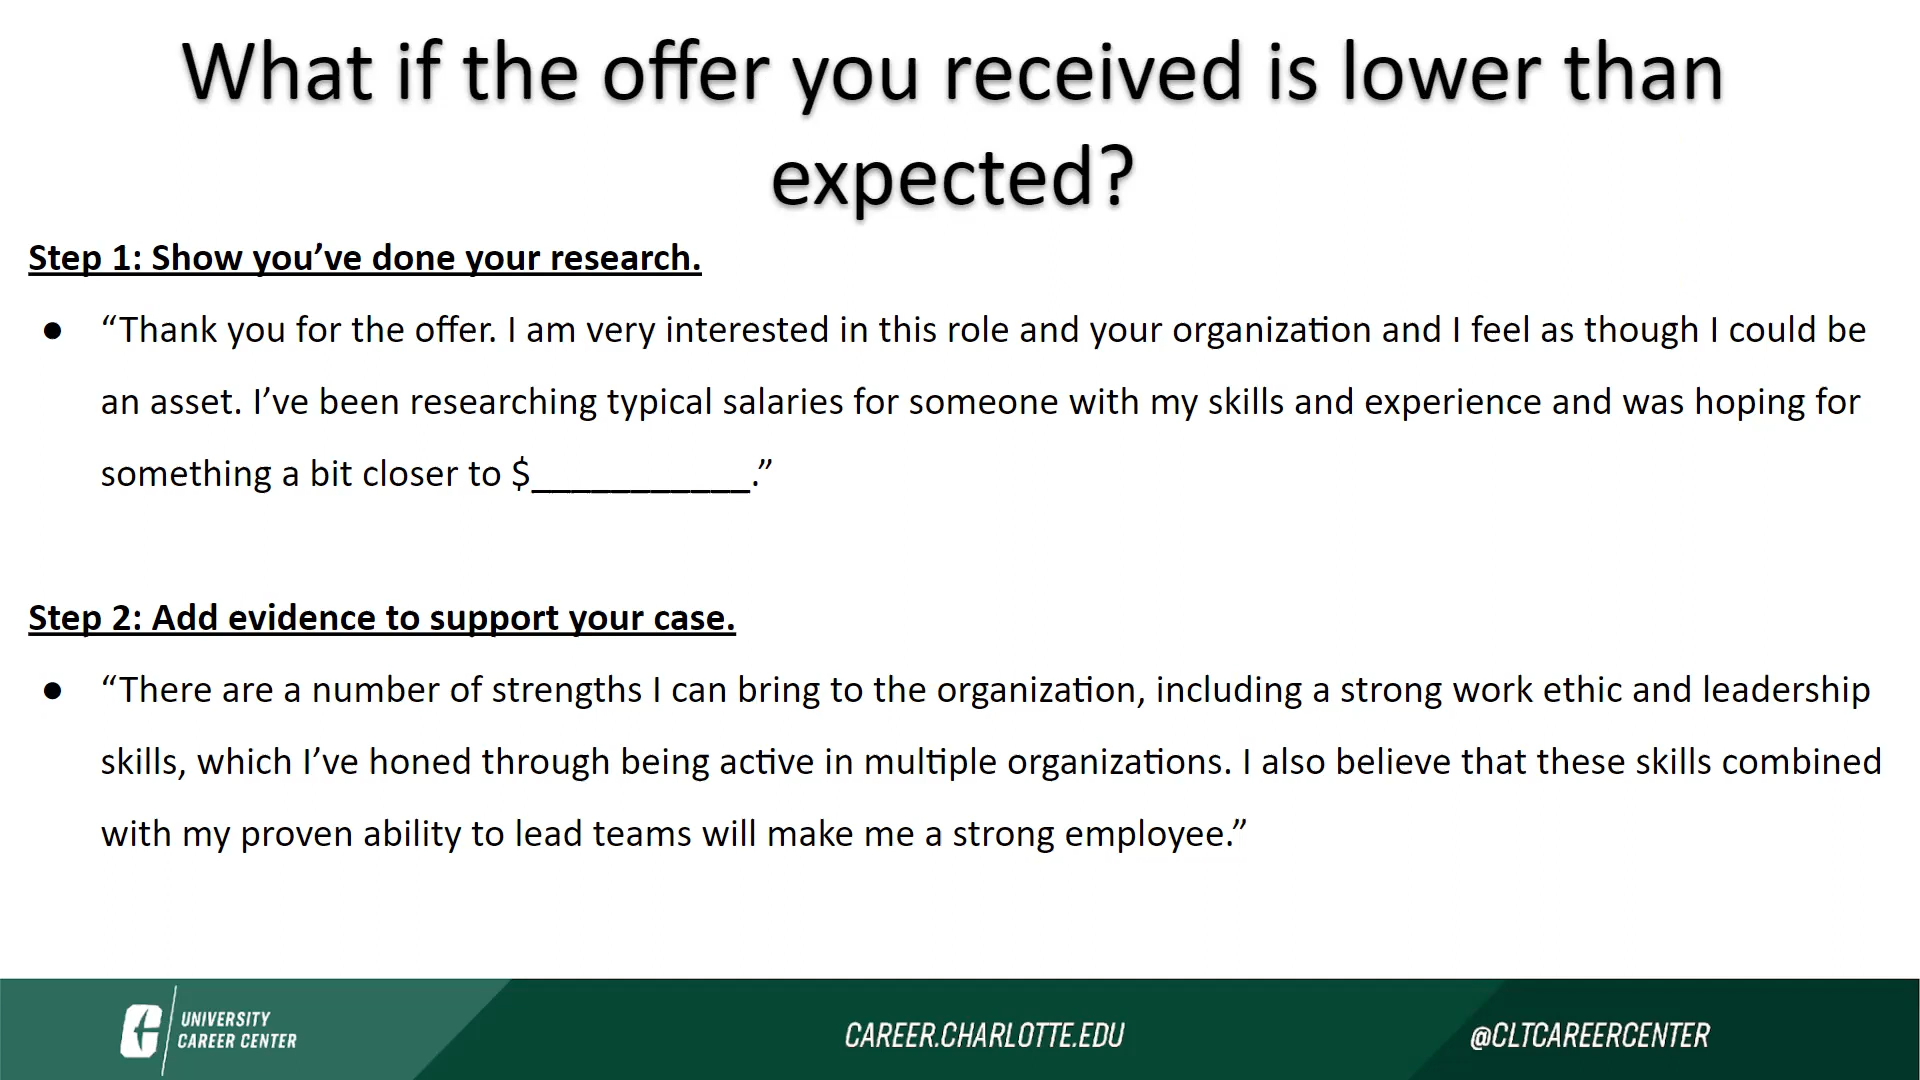 What if the offer you received is lower than
expected?
Step 1: Show you’ve done your research.
● “Thank you for the offer. I am very interested in this role and your organization and I feel as though I could be
an asset. I’ve been researching typical salaries for someone with my skills and experience and was hoping for
something a bit closer to $___________.”
Step 2: Add evidence to support your case.
● “There are a number of strengths I can bring to the organization, including a strong work ethic and leadership
skills, which I’ve honed through being active in multiple organizations. I also believe that these skills combined
with my proven ability to lead teams will make me a strong employee.”
UNIVERSITY
CAREER CENTER
CAREER.CHARLOTTE.EDU
@CLTCAREERCENTER